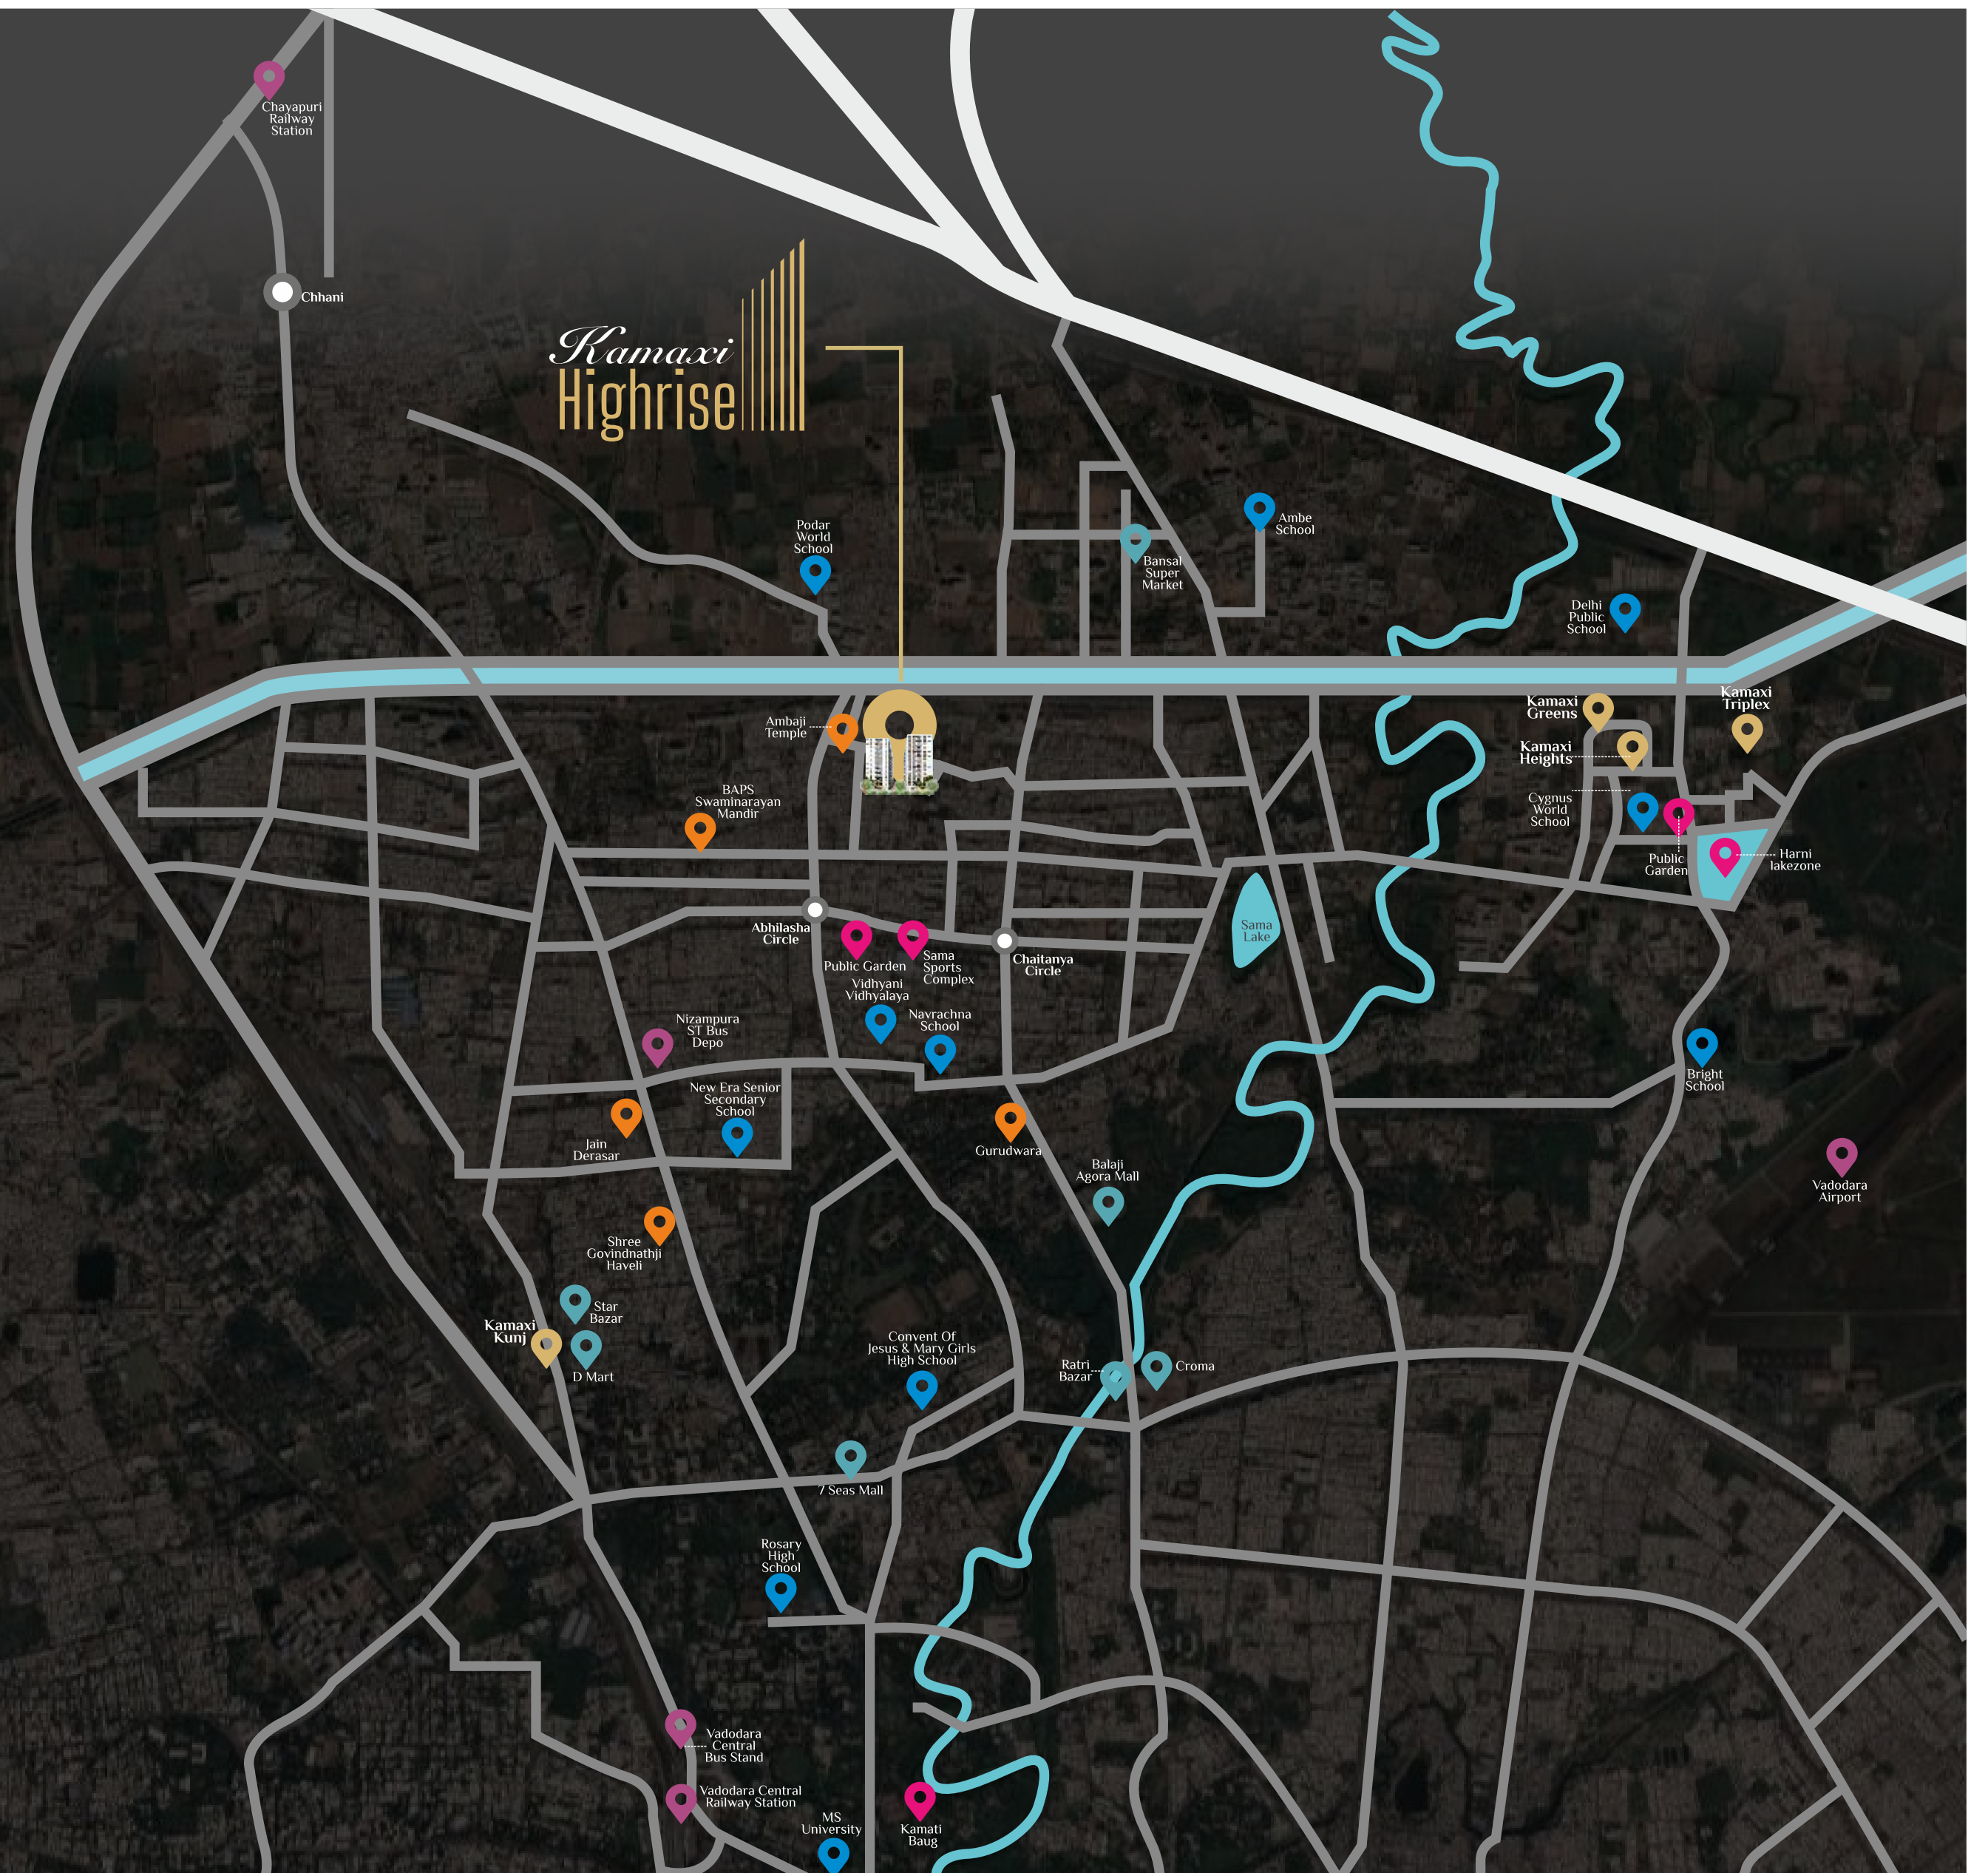 Chayapuri
Railway
Station
Chhani
Kamaxi
Highrise
Podar
World
School
Ambe
School
Bansal
Super
Market
Delhi
Public
School
Kamaxi
Greens
Kamaxi
Triplex
Kamaxi
Heights
Ambaji
Temple
BAPS
Swaminarayan
Mandir
Cygnus
World
School
Public
Garden
Harni
lakezone
Abhilasha
Circle
Public Garden
Sama
Sports
Complex
Chaitanya
Circle
Sama
Lake
Vidhyani
Vidhyalaya
Navrachna
School
Nizampura
ST Bus
Depo
Bright
School
New Era Senior
Secondary
School
Jain
Derasar
Gurudwara
Balaji
Agora Mall
Vadodara
Airport
Shree
Govindnathji
Haveli
Star
Bazar
Kamaxi
Kunj
D Mart
Convent Of
Jesus & Mary Girls
High School
Ratri
Bazar
Croma
7 Seas Mall
Rosary
High
School
Vadodara
Central
Bus Stand
Vadodara Central
Railway Station
MS
University
Kamati
Baug